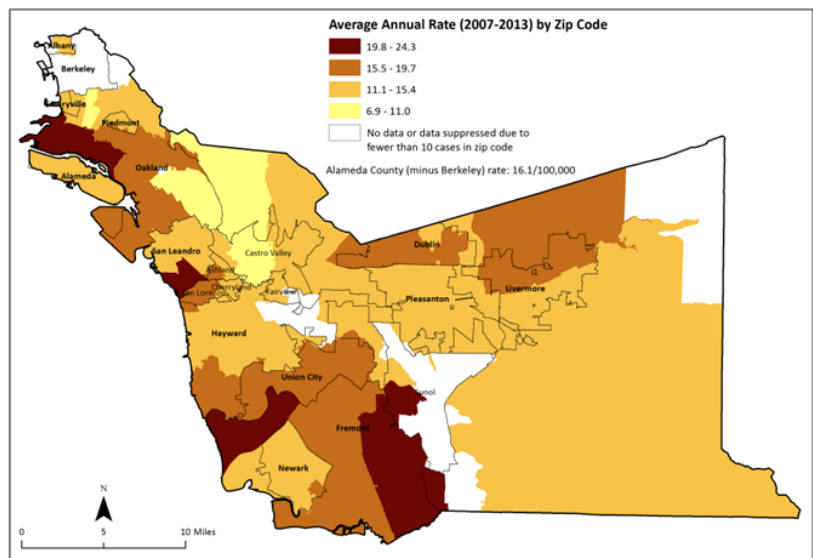 Average Annual Rate (2007-2013) by Zip Code
19.8 - 24.3
15.5 - 19.7
11.1 - 15.4
6.9 - 11.0
No data or data suppressed due to
fewer than 10 cases in zip code
Alameda County (minus Berkeley) rate: 16.1/100,000
Albany
Berkeley
Piedmont
Oakland
Alameda
San Leandro
Ashland
Cherryland
Castro Valley
Fairview
Dublin
Livermore
Pleasanton
Hayward
Union City
Fremont
Newark
N
0 5 10 Miles